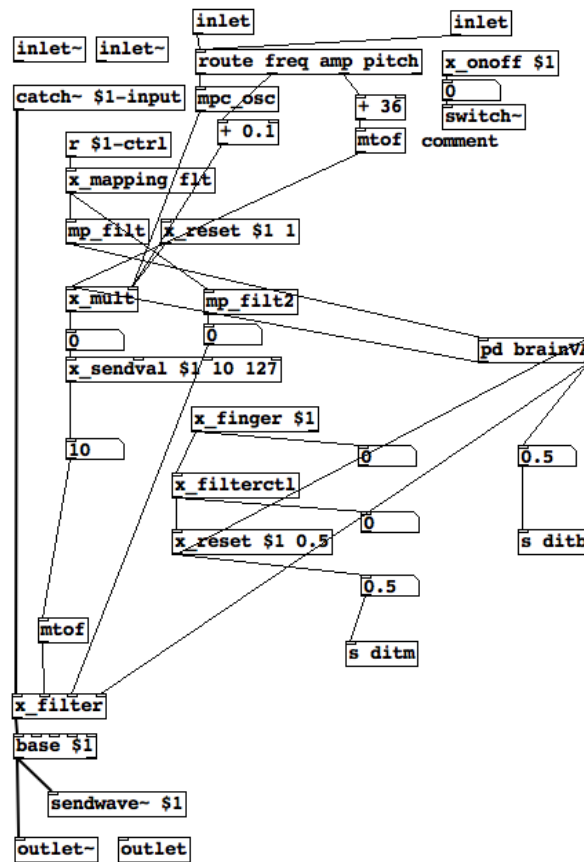 inlet
inlet
inlet~ inlet~
route freq amp pitch
x_onoff $1
catch~ $1-input
mpc_osc
+ 36
0
switch~
+ 0.1
mtof comment
r $1-ctrl
x_mapping flt
mp_filt
x_reset $1 1
x_mult
mp_filt2
0
0
pd brainVA
x_sendval $1 10 127
x_finger $1
10
0
0.5
x_filterctl
0
x_reset $1 0.5
s ditb
0.5
mtof
s ditm
x_filter
base $1
sendwave~ $1
outlet~
outlet